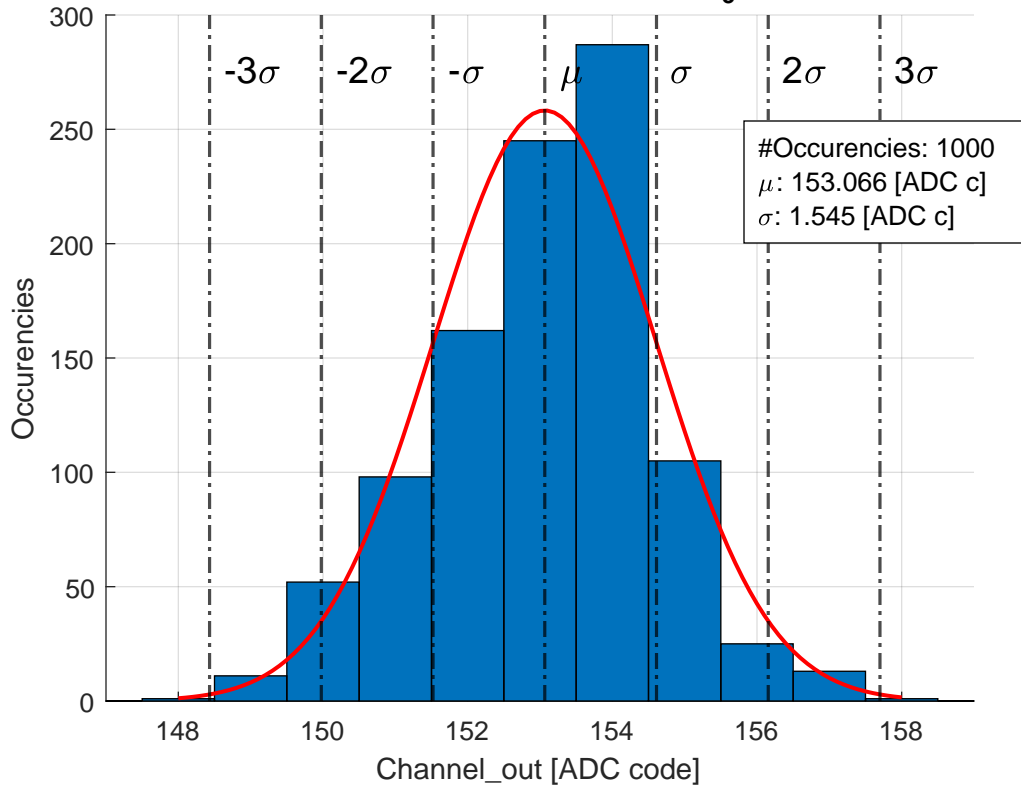 300
250
200
150
100
50
0
Occurencies
-3σ
-2σ
-σ
μ
σ
2σ
3σ
#Occurencies: 1000
μ: 153.066 [ADC c]
σ: 1.545 [ADC c]
148
150
152
154
156
158
Channel_out [ADC code]